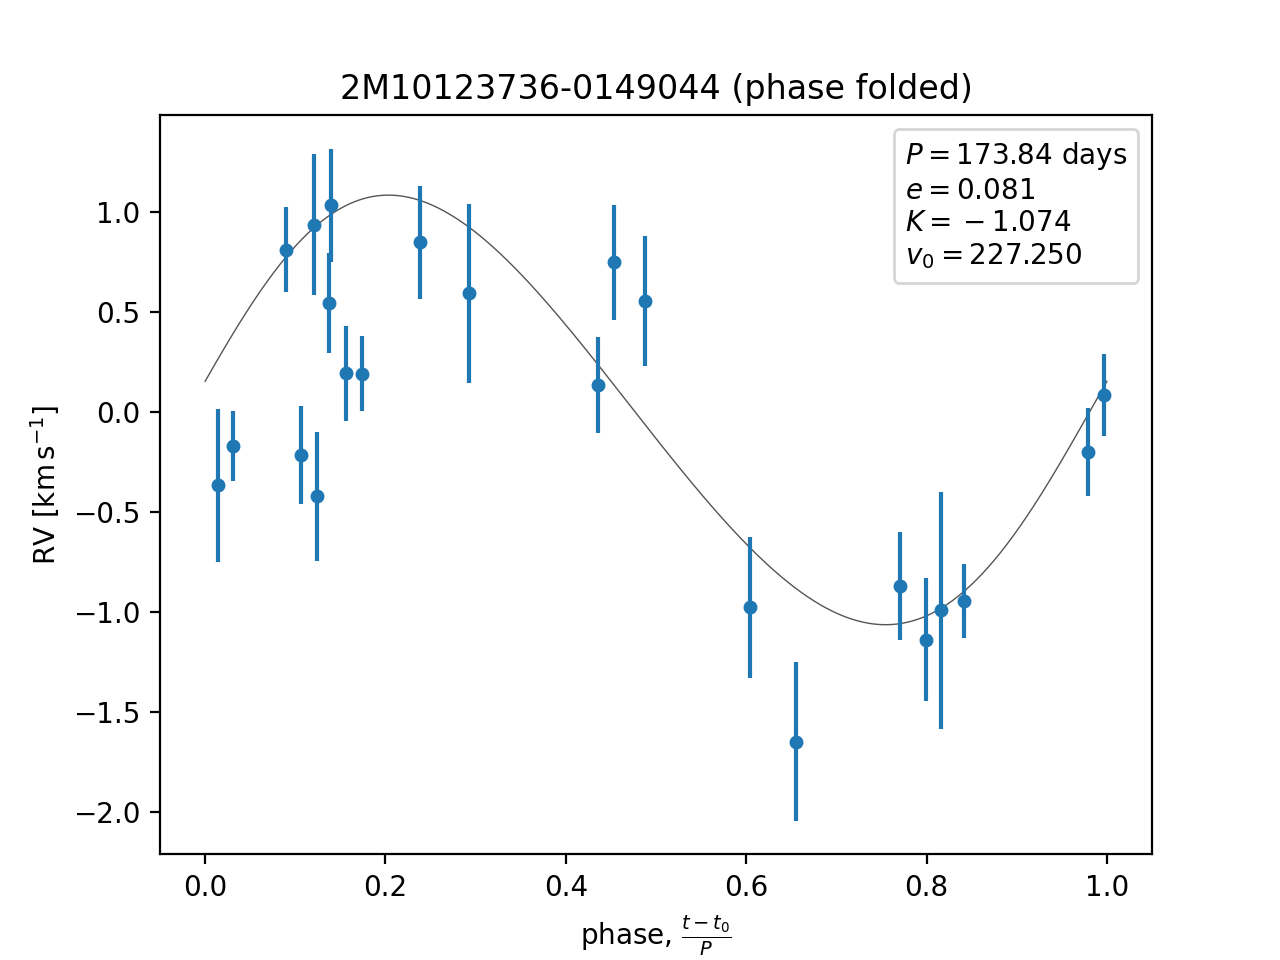 2M10123736-0149044 (phase folded)
P = 173.84 days
e = 0.081
K = −1.074
v₀ = 227.250
RV [km s⁻¹]
1.0
0.5
0.0
−0.5
−1.0
−1.5
−2.0
0.0 0.2 0.4 0.6 0.8 1.0
phase, (t − t₀)/P